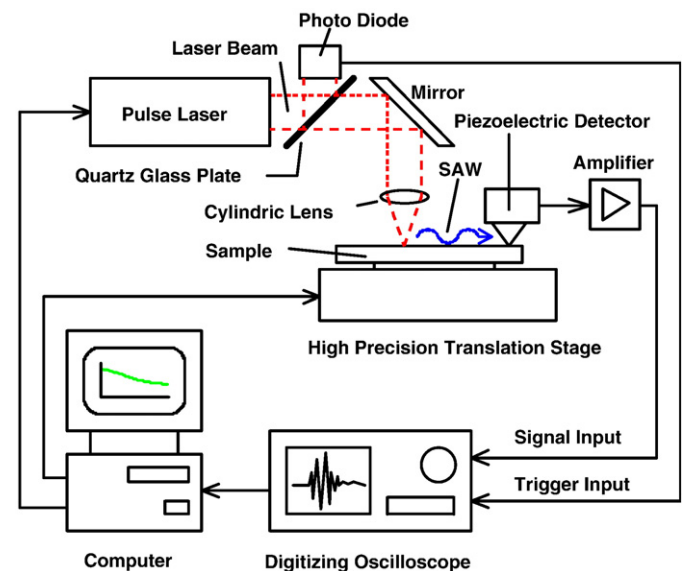 Photo Diode
Laser Beam
Pulse Laser
Mirror
Piezoelectric Detector
Quartz Glass Plate
SAW
Amplifier
Cylindric Lens
Sample
High Precision Translation Stage
Signal Input
Trigger Input
Computer
Digitizing Oscilloscope